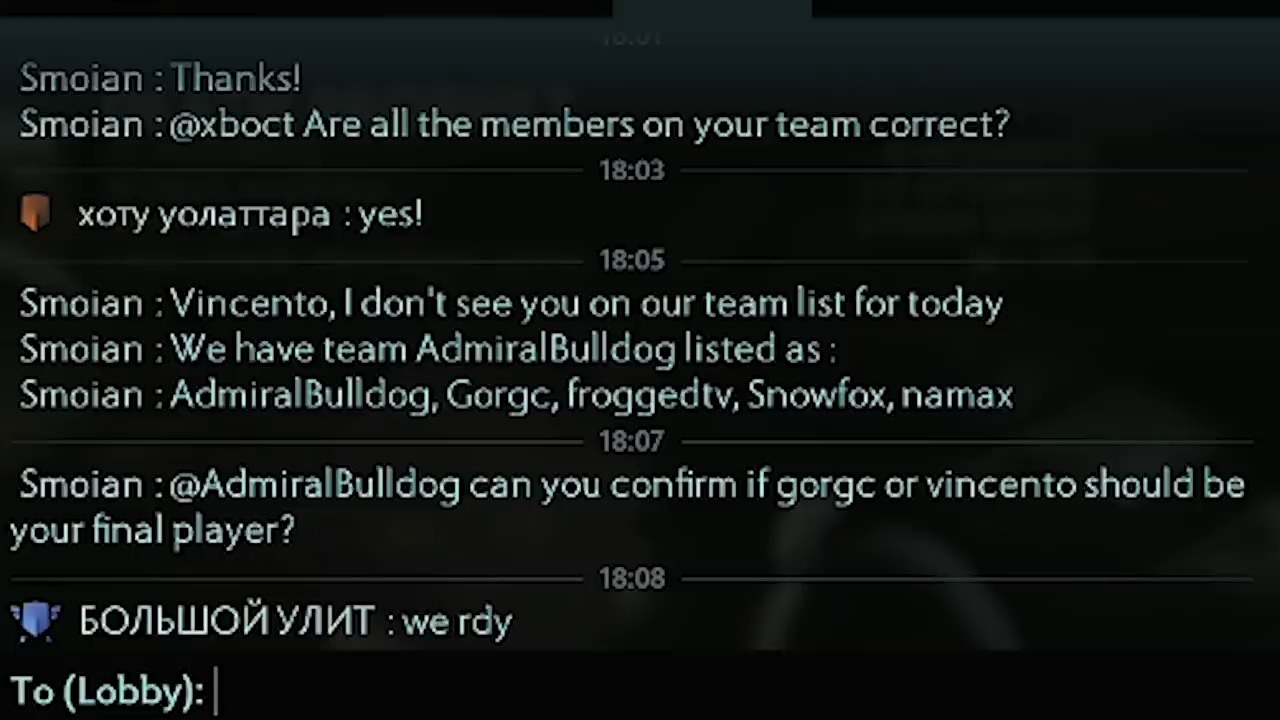 Smoian : Thanks!
Smoian : @xboct Are all the members on your team correct?
18:03
хоту уолаттара : yes!
18:05
Smoian : Vincento, I don't see you on our team list for today
Smoian : We have team AdmiralBulldog listed as :
Smoian : AdmiralBulldog, Gorgc, froggedtv, Snowfox, namax
18:07
Smoian : @AdmiralBulldog can you confirm if gorgc or vincento should be
your final player?
18:08
БОЛЬШОЙ УЛИТ : we rdy
To (Lobby):